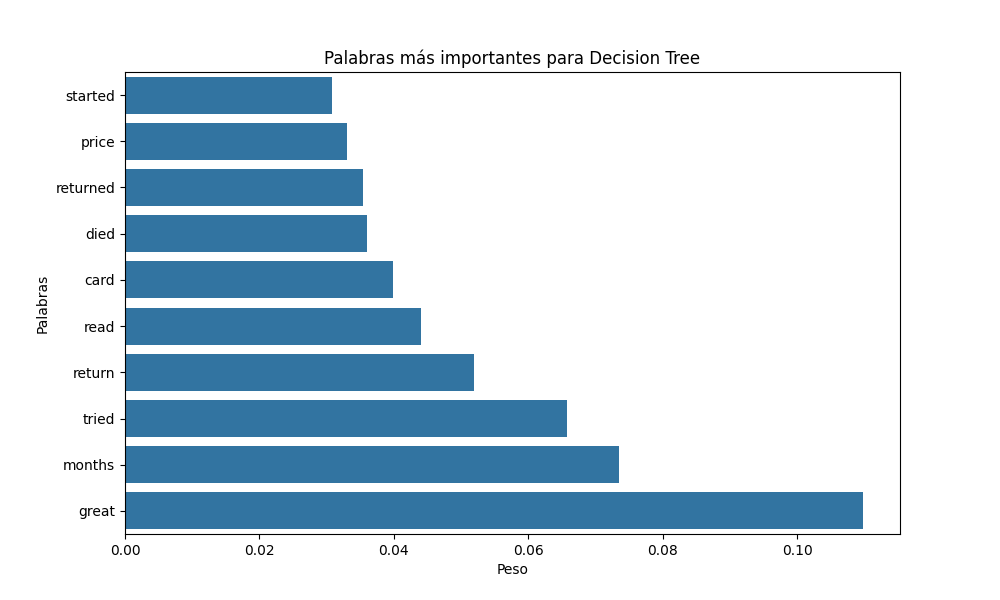 Palabras más importantes para Decision Tree
started
price
returned
died
card
read
return
tried
months
great
Palabras
0.00 0.02 0.04 0.06 0.08 0.10
Peso